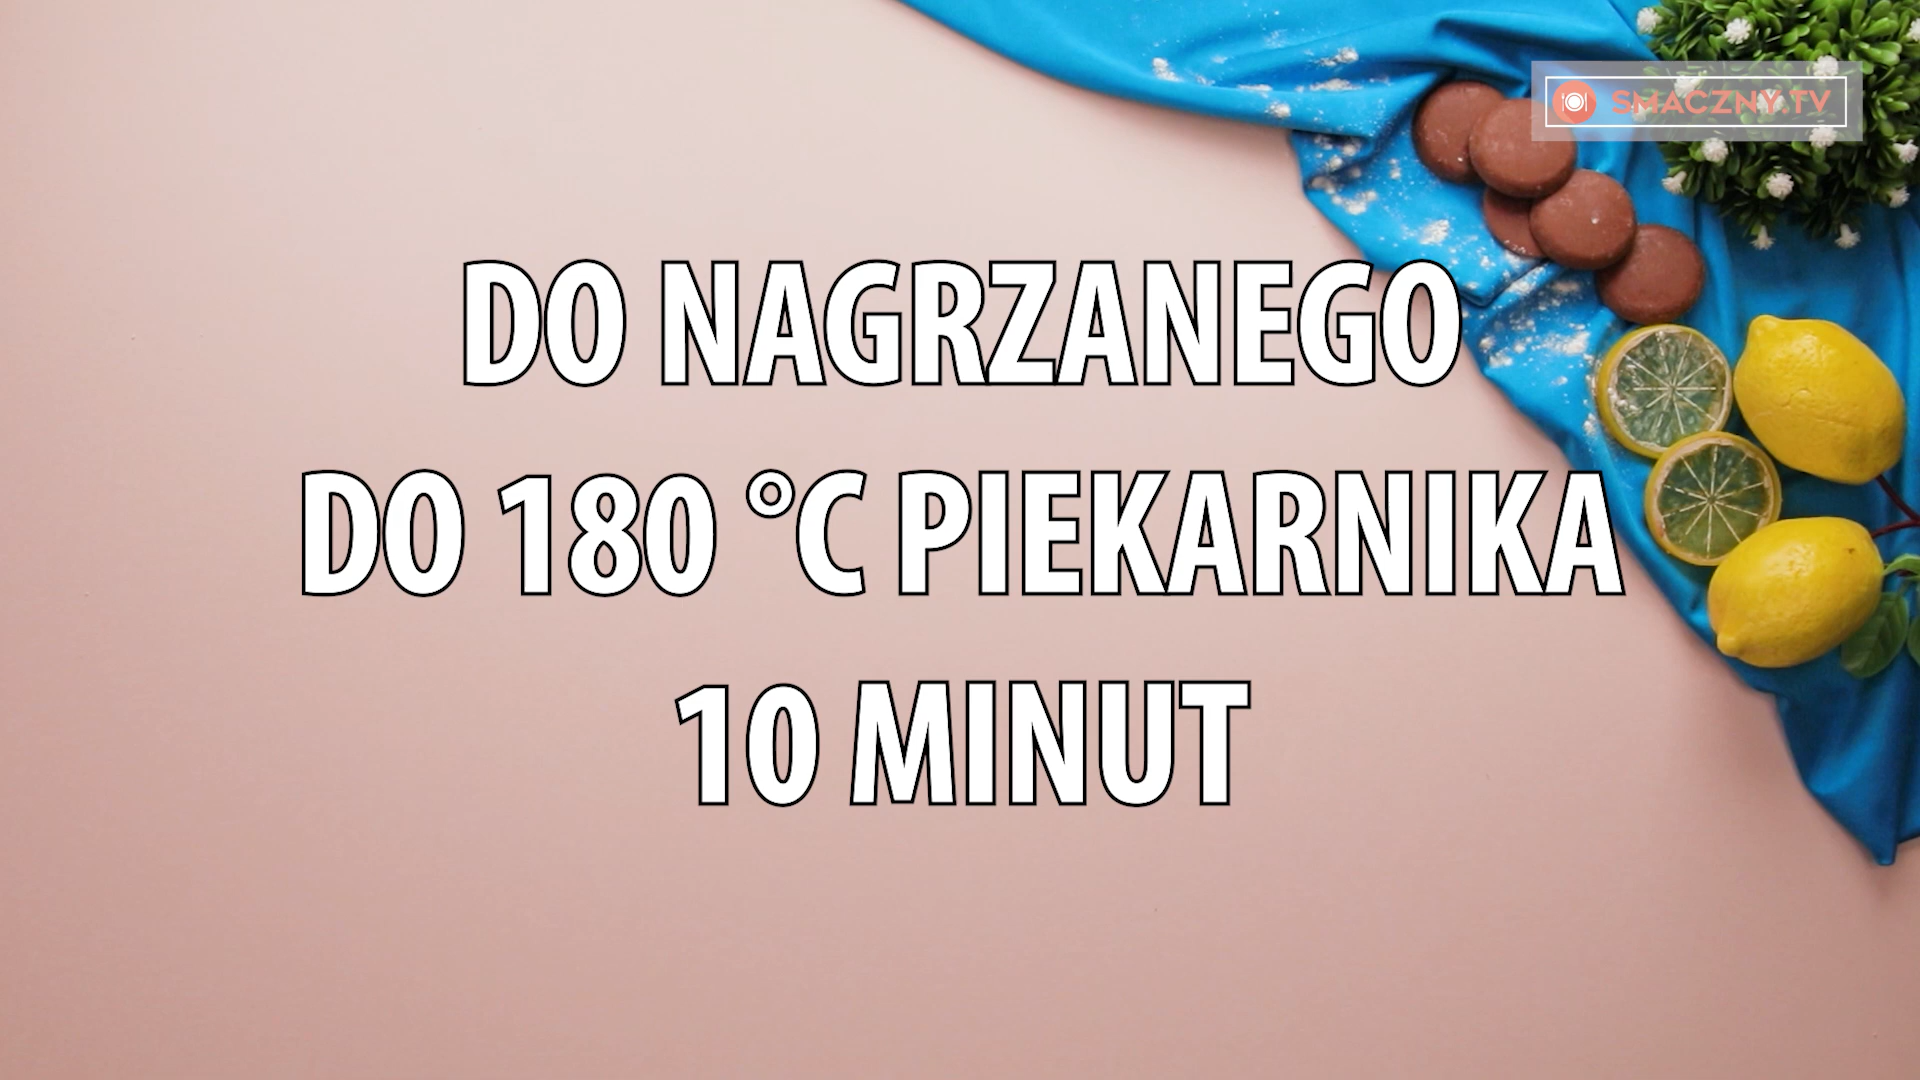 SMACZNY.TV
DO NAGRZANEGO
DO 180 °C PIEKARNIKA
10 MINUT